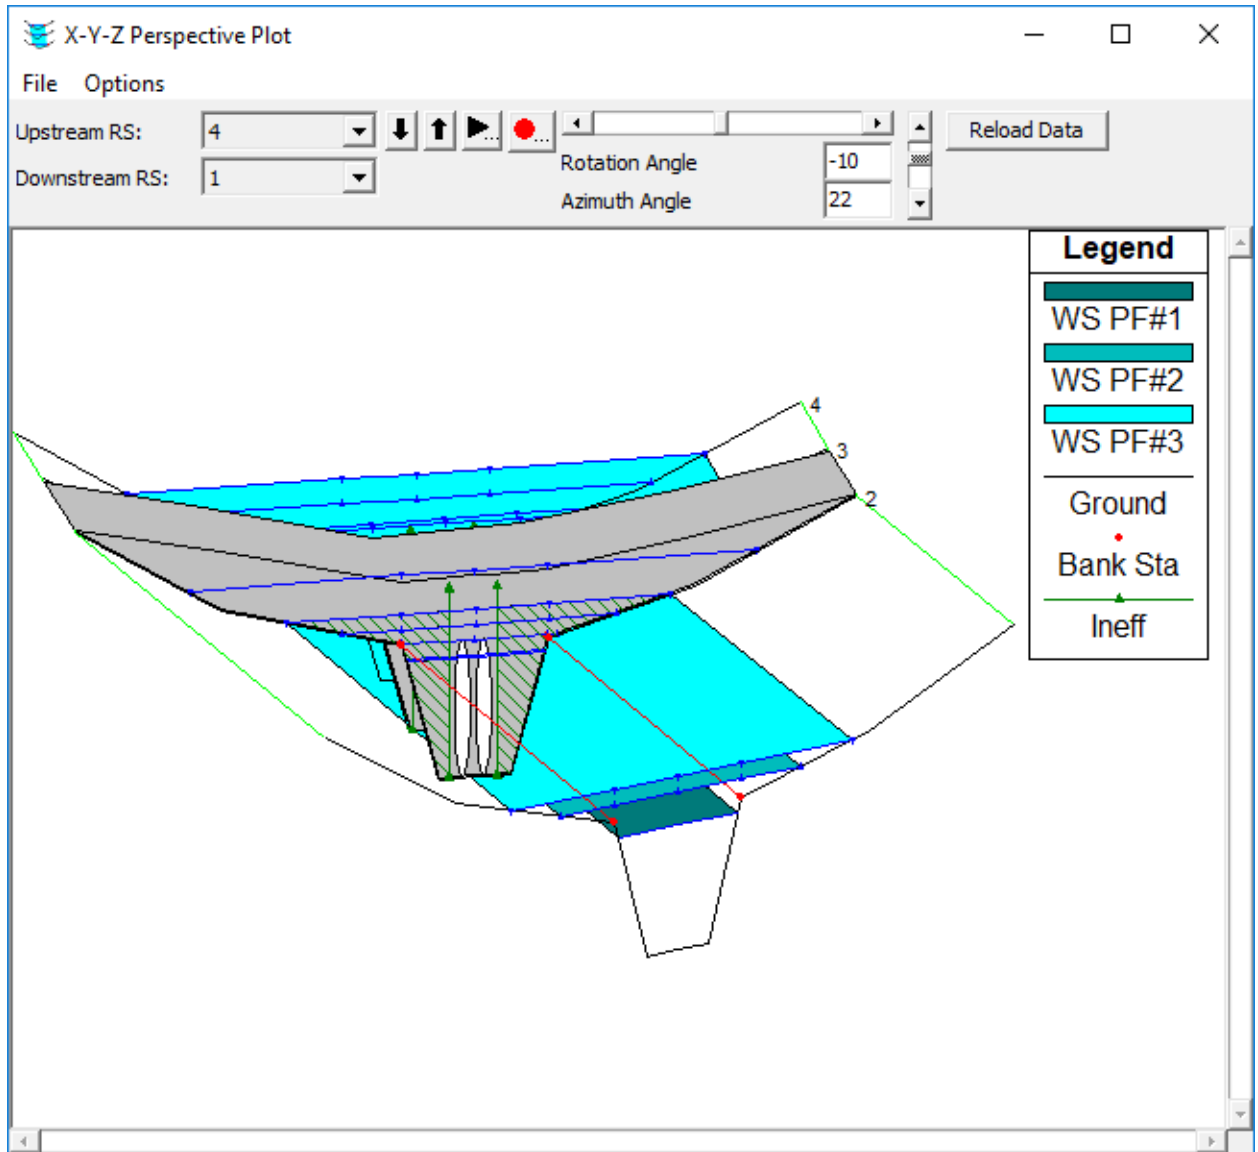 X-Y-Z Perspective Plot
File Options
Upstream RS: 4
Downstream RS: 1
... ...
Rotation Angle -10
Azimuth Angle 22
Reload Data
Legend
WS PF#1
WS PF#2
WS PF#3
Ground
Bank Sta
Ineff
4
3
2